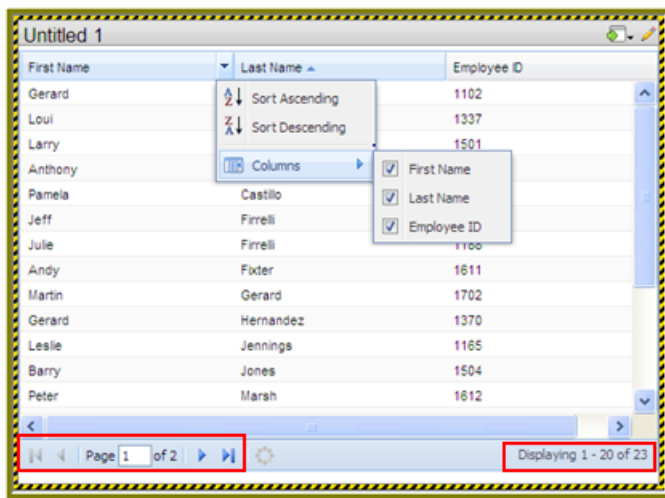 Untitled 1
First Name Last Name Employee ID
Gerard 1102
Loui 1337
Larry 1501
Anthony
Pamela Castillo
Jeff Firrelli
Julie Firrelli 1188
Andy Fixter 1611
Martin Gerard 1702
Gerard Hernandez 1370
Leslie Jennings 1165
Barry Jones 1504
Peter Marsh 1612
A Z Sort Ascending
Z A Sort Descending
Columns
First Name
Last Name
Employee ID
Page 1 of 2
Displaying 1 - 20 of 23